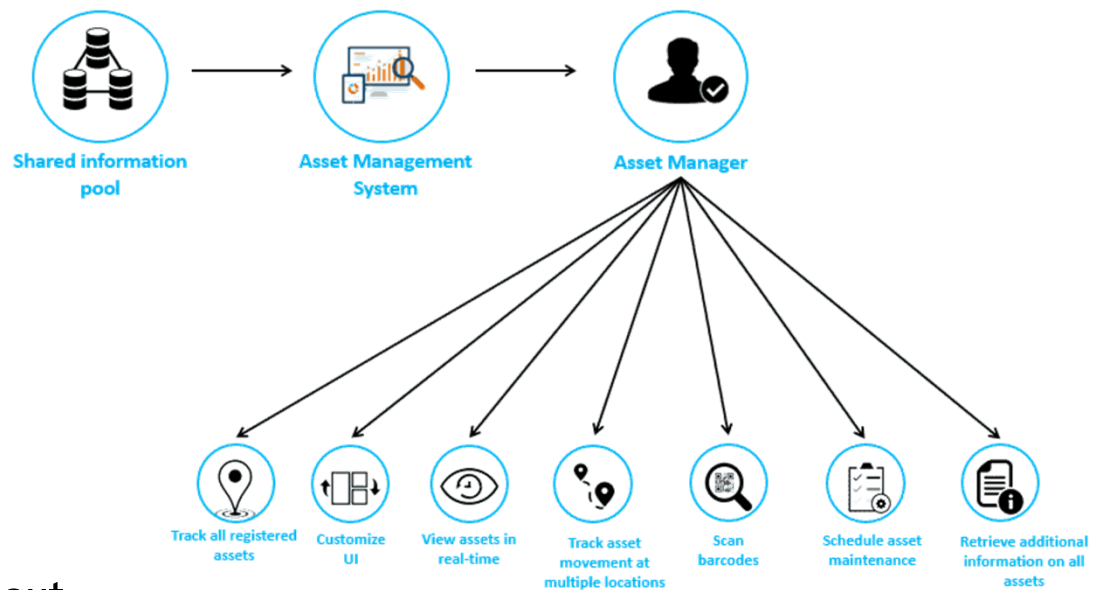 Shared information
pool
Asset Management
System
Asset Manager
Track all registered
assets
Customize
UI
View assets in
real-time
Track asset
movement at
multiple locations
Scan
barcodes
Schedule asset
maintenance
Retrieve additional
information on all
assets